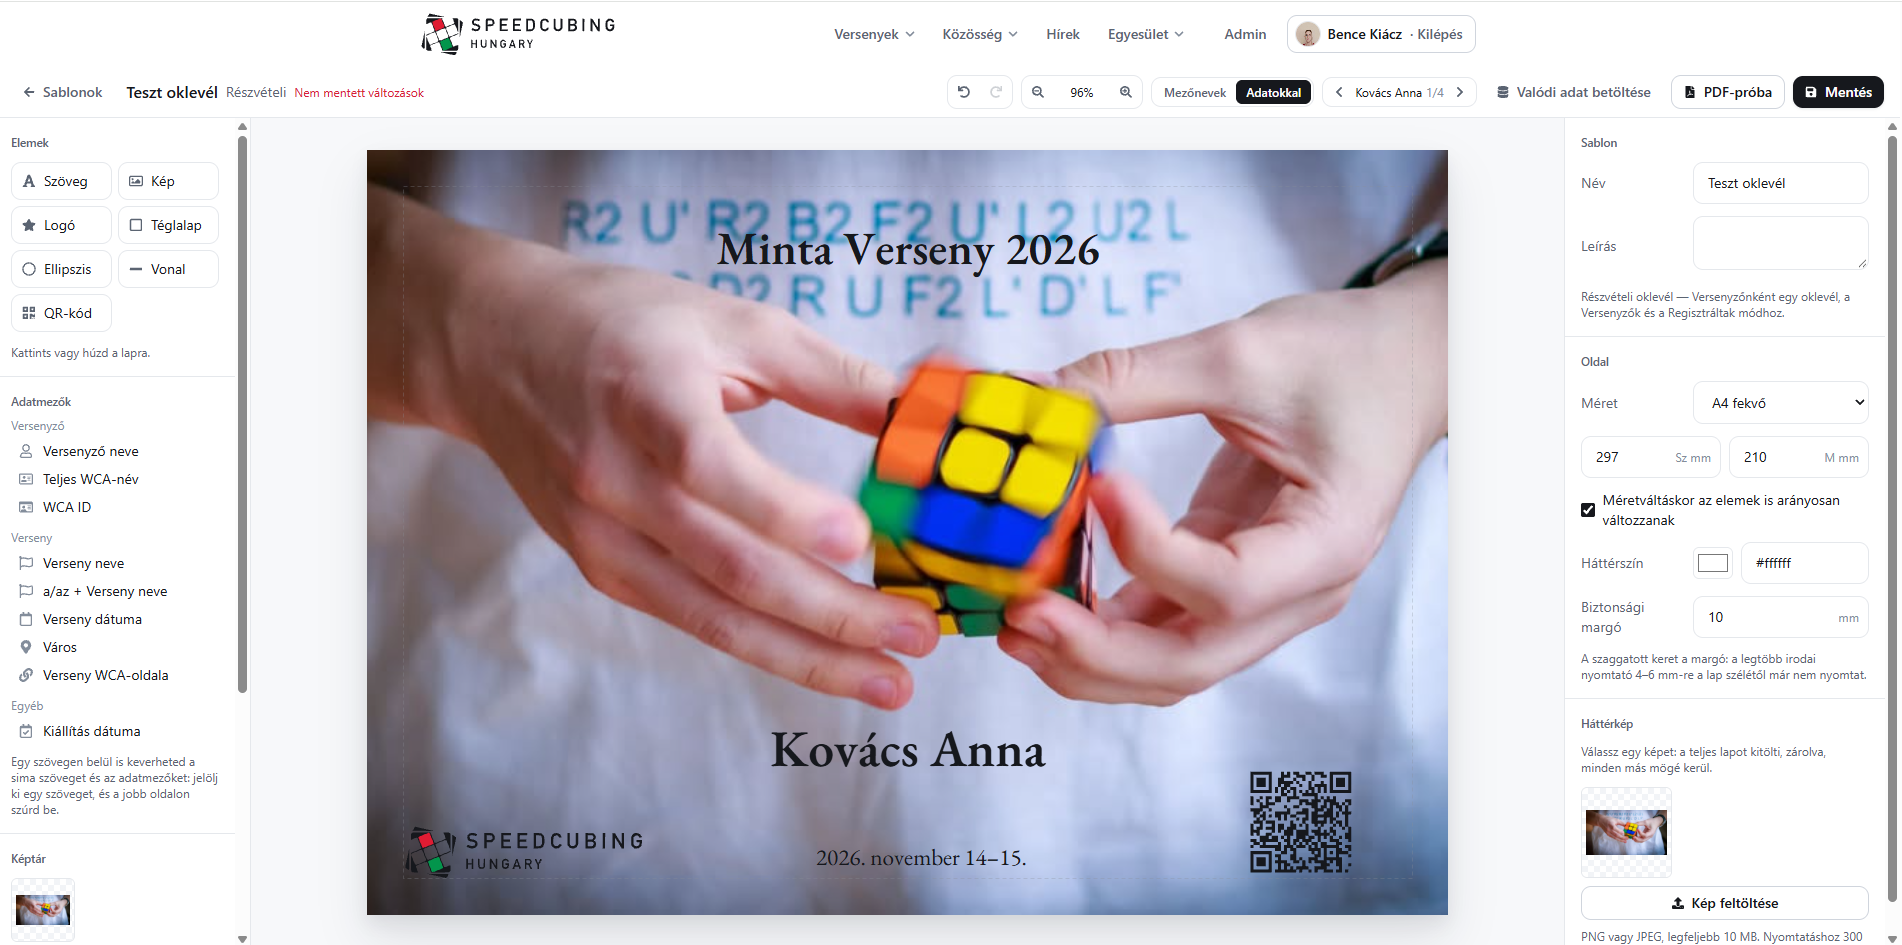 SPEEDCUBING
HUNGARY
Versenyek
Közösség
Hírek
Egyesület
Admin
Bence Kiácz · Kilépés
Sablonok
Teszt oklevél Részvételi Nem mentett változások
96%
Mezőnevek
Adatokkal
Kovács Anna 1/4
Valódi adat betöltése
PDF-próba
Mentés
Elemek
Szöveg
Kép
Logó
Téglalap
Ellipszis
Vonal
QR-kód
Kattints vagy húzd a lapra.
Adatmezők
Versenyző
Versenyző neve
Teljes WCA-név
WCA ID
Verseny
Verseny neve
a/az + Verseny neve
Verseny dátuma
Város
Verseny WCA-oldala
Egyéb
Kiállítás dátuma
Egy szövegen belül is keverheted a
sima szöveget és az adatmezőket: jelölj
ki egy szöveget, és a jobb oldalon
szúrd be.
Képtár
R2 U' R2 B2 F2 U' L2 U2 L
Minta Verseny 2026
D2 R U F2 L' D' L F'
Kovács Anna
SPEEDCUBING
HUNGARY
2026. november 14–15.
Sablon
Név
Teszt oklevél
Leírás
Részvételi oklevél — Versenyzőnként egy oklevél, a
Versenyzők és a Regisztráltak módhoz.
Oldal
Méret
A4 fekvő
297 Sz mm
210 M mm
Méretváltáskor az elemek is arányosan
változzanak
Háttérszín
#ffffff
Biztonsági
margó
10 mm
A szaggatott keret a margó: a legtöbb irodai
nyomtató 4–6 mm-re a lap szélétől már nem nyomtat.
Háttérkép
Válassz egy képet: a teljes lapot kitölti, zárolva,
minden más mögé kerül.
Kép feltöltése
PNG vagy JPEG, legfeljebb 10 MB. Nyomtatáshoz 300